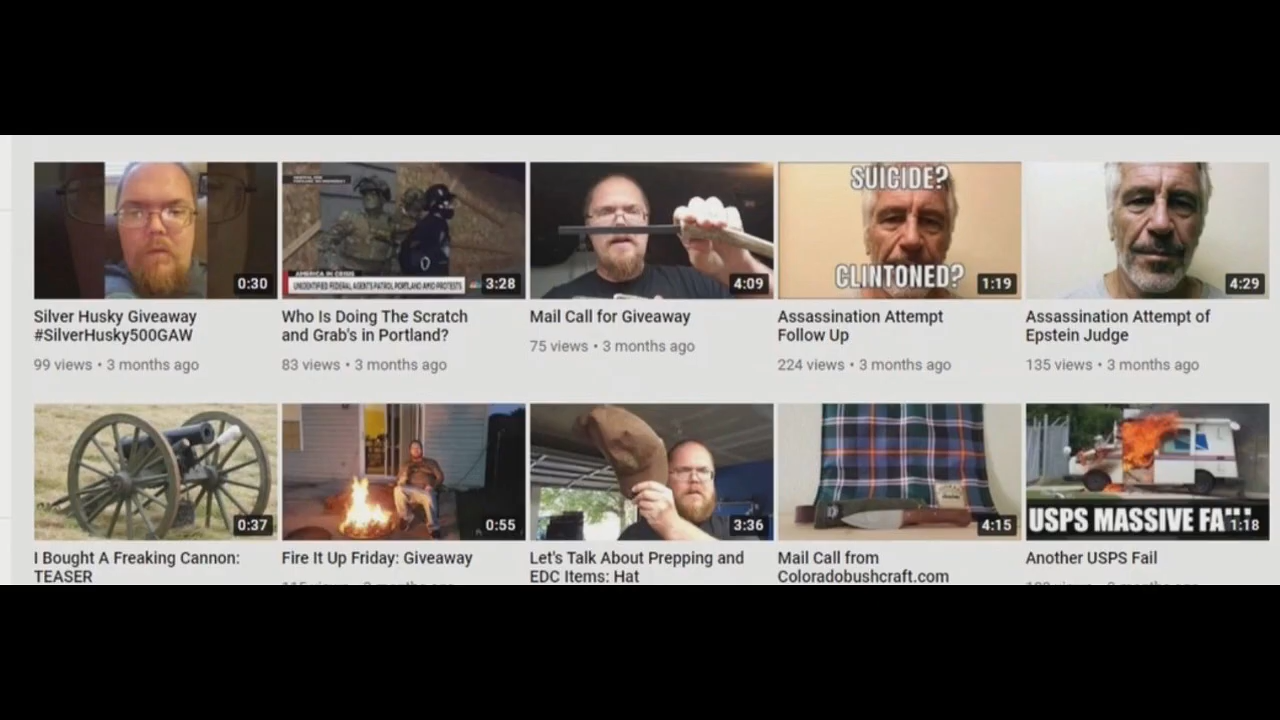 SUICIDE?
CLINTONED?
AMERICA IN CRISIS
UNIDENTIFIED FEDERAL AGENTS PATROL PORTLAND AMID PROTESTS
0:30
3:28
4:09
1:19
4:29
Silver Husky Giveaway
#SilverHusky500GAW
99 views • 3 months ago
Who Is Doing The Scratch
and Grab's in Portland?
83 views • 3 months ago
Mail Call for Giveaway
75 views • 3 months ago
Assassination Attempt
Follow Up
224 views • 3 months ago
Assassination Attempt of
Epstein Judge
135 views • 3 months ago
0:37
0:55
3:36
4:15
USPS MASSIVE
1:18
I Bought A Freaking Cannon:
TEASER
Fire It Up Friday: Giveaway
Let's Talk About Prepping and
EDC Items: Hat
Mail Call from
Coloradobushcraft.com
Another USPS Fail